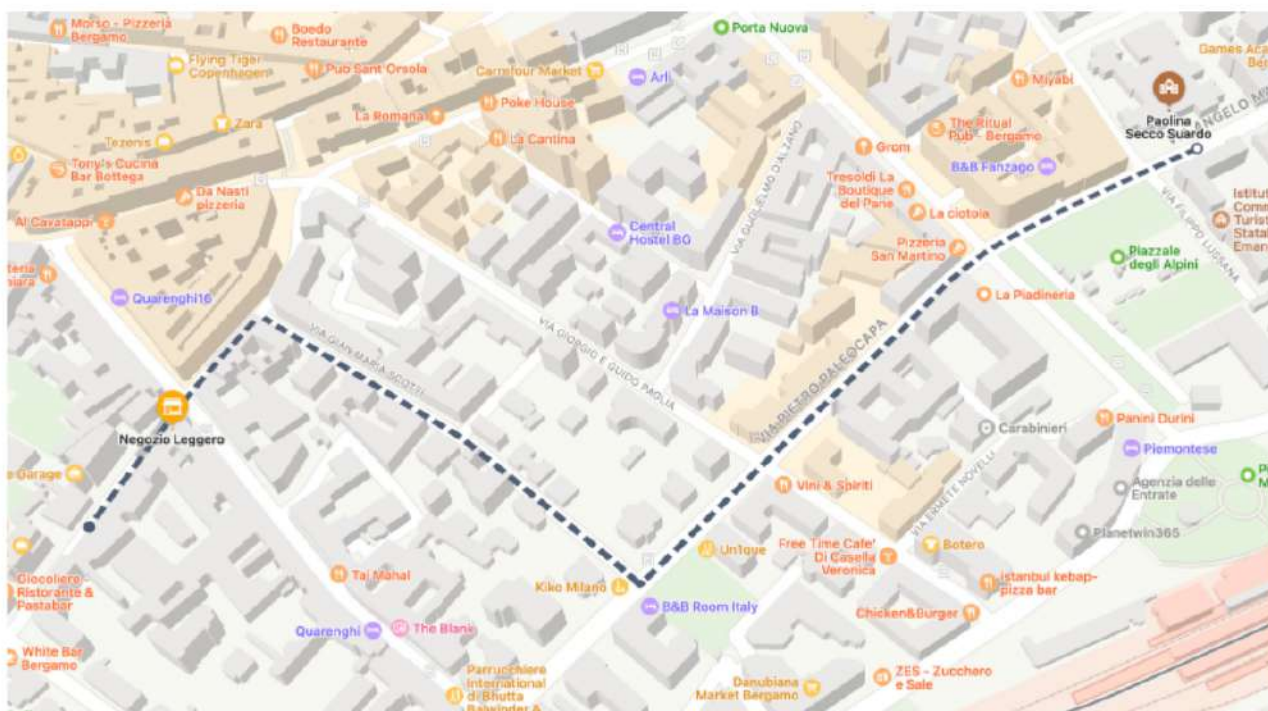 Morso - Pizzeria
Bergamo
Boedo
Restaurante
Flying Tiger
Copenhagen
Puo Sant'Orsola
Carrefour Market
Arli
Porta Nuova
Games Aca
Miyabi
Paolina
Secco Suardo
ANGELO MA
Zara
La Romana
Poke House
La Cantina
Tezenis
Tony's Cucina
Bar Bottega
Da Nasti
pizzeria
Al Cavatappi
VIA GUGLIELMO D'ALZANO
Grom
The Ritual
Pub - Bergamo
B&B Fanzago
Tresoldi La
Boutique
del Pane
La ciotola
Pizzeria
San Martino
VIA FILIPPO LUSSANA
Istitut
Comm
Turist
Statal
Emer
Piazzale
degli Alpini
Central
Hostel BG
Quarenghi16
La Maison B
La Piadineria
VIA GIAN MARIA SCOTTI
VIA GIORGIO E GUIDO PAGLIA
VIA PIETRO PALEOCAPA
Negozio Leggero
Carabinieri
Panini Durini
Piemontese
VIA ERMETE NOVELLI
Agenzia delle
Entrate
Planetwin365
Vini & Spiriti
e Garage
Un1que
Free Time Cafe'
Di Casella
Veronica
Botero
Istanbul kebap-
pizza bar
Giocoliere -
Ristorante &
Pastabar
Taj Mahal
Kiko Milano
B&B Room Italy
Chicken&Burger
Quarenghi
The Blank
White Bar
Bergamo
Parrucchiere
International
di Bhutta
Danubiana
Market Bergamo
ZES - Zucchero
e Sale